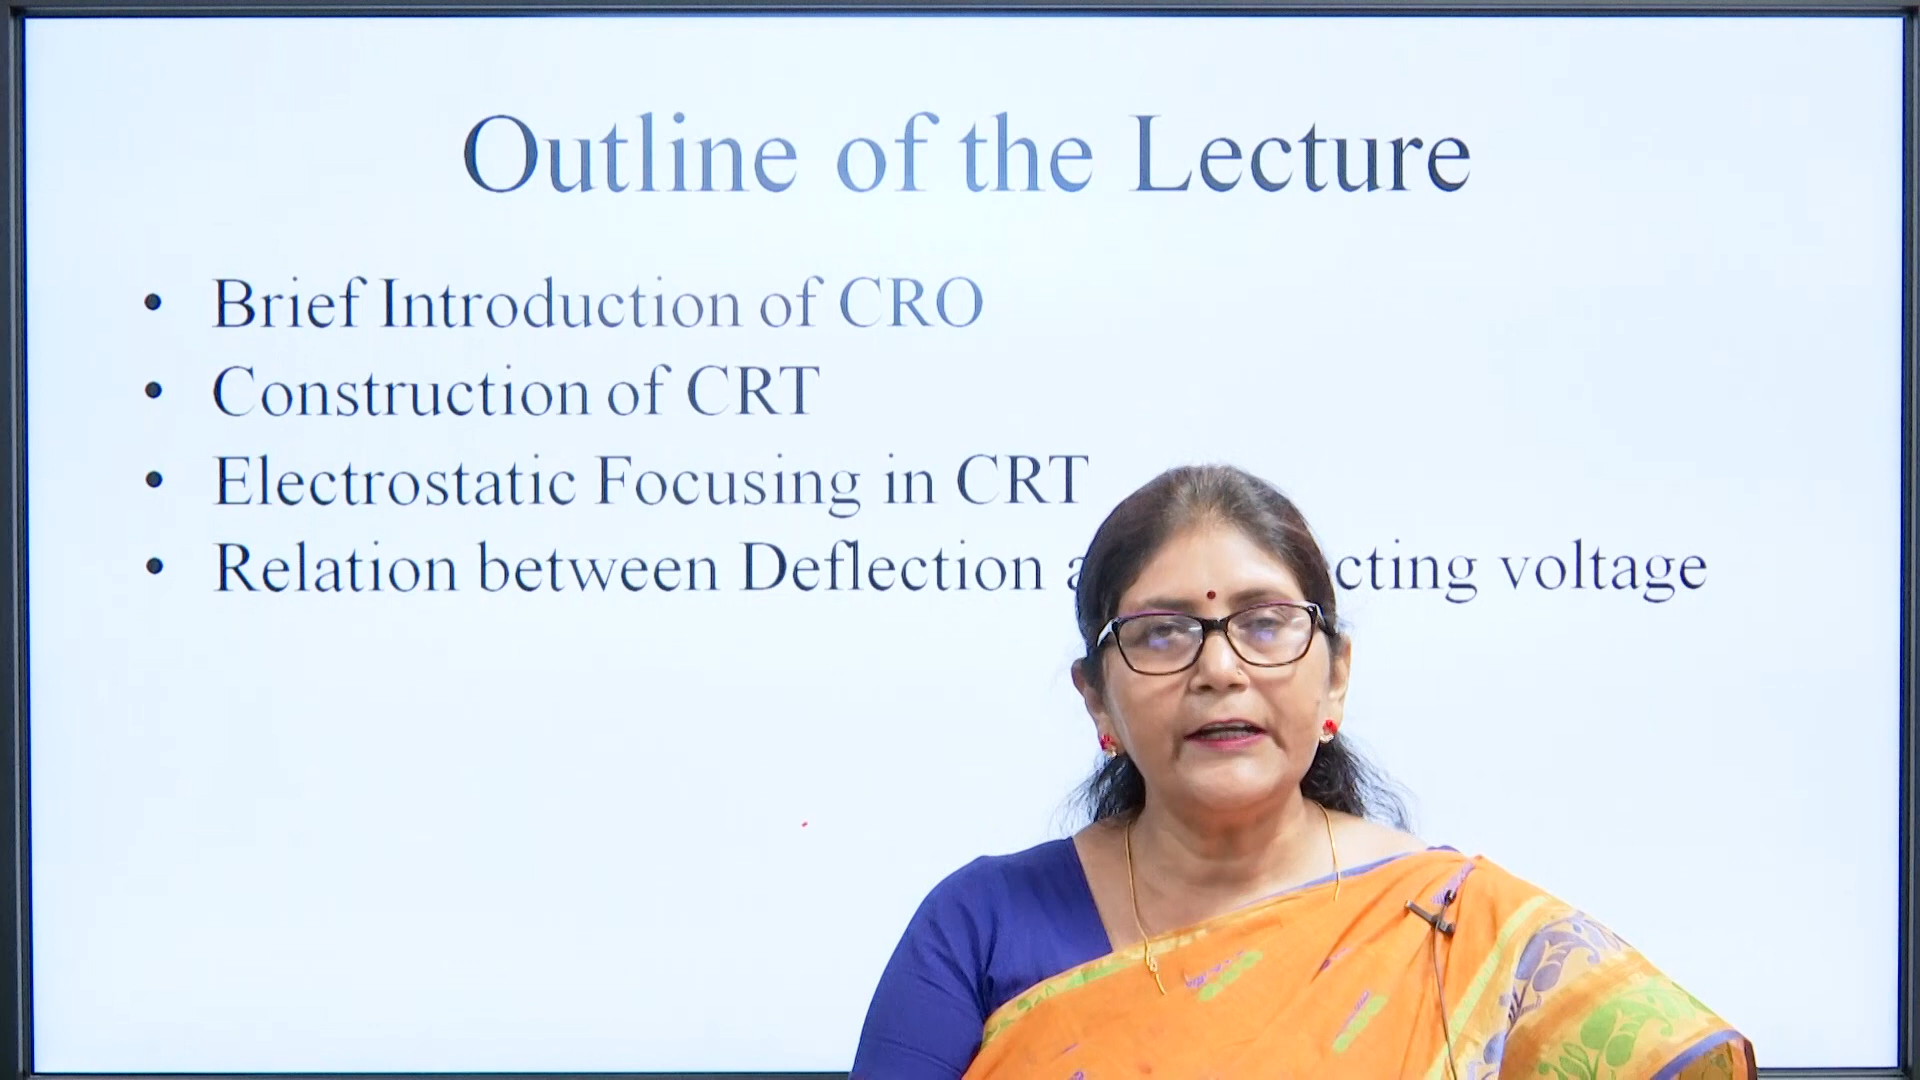 Outline of the Lecture
• Brief Introduction of CRO
• Construction of CRT
• Electrostatic Focusing in CRT
• Relation between Deflection voltage